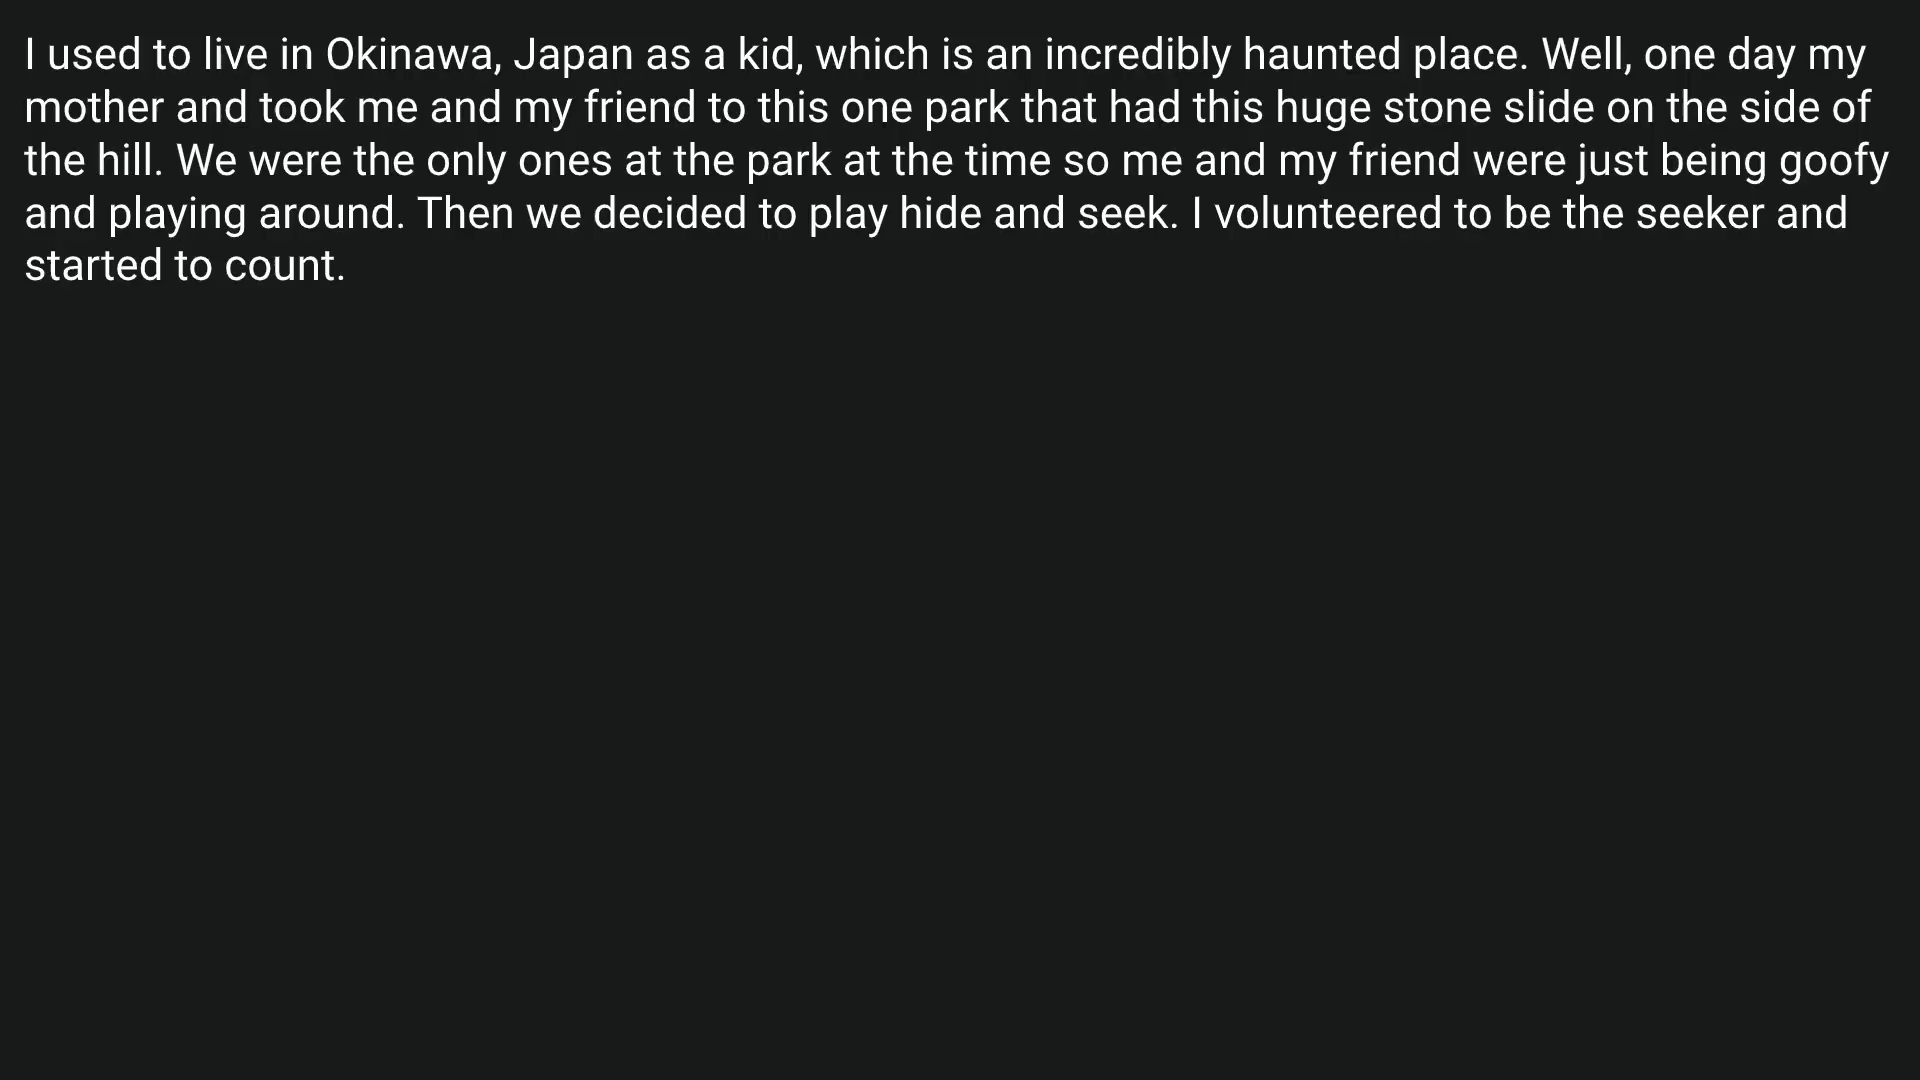 I used to live in Okinawa, Japan as a kid, which is an incredibly haunted place. Well, one day my
mother and took me and my friend to this one park that had this huge stone slide on the side of
the hill. We were the only ones at the park at the time so me and my friend were just being goofy
and playing around. Then we decided to play hide and seek. I volunteered to be the seeker and
started to count.